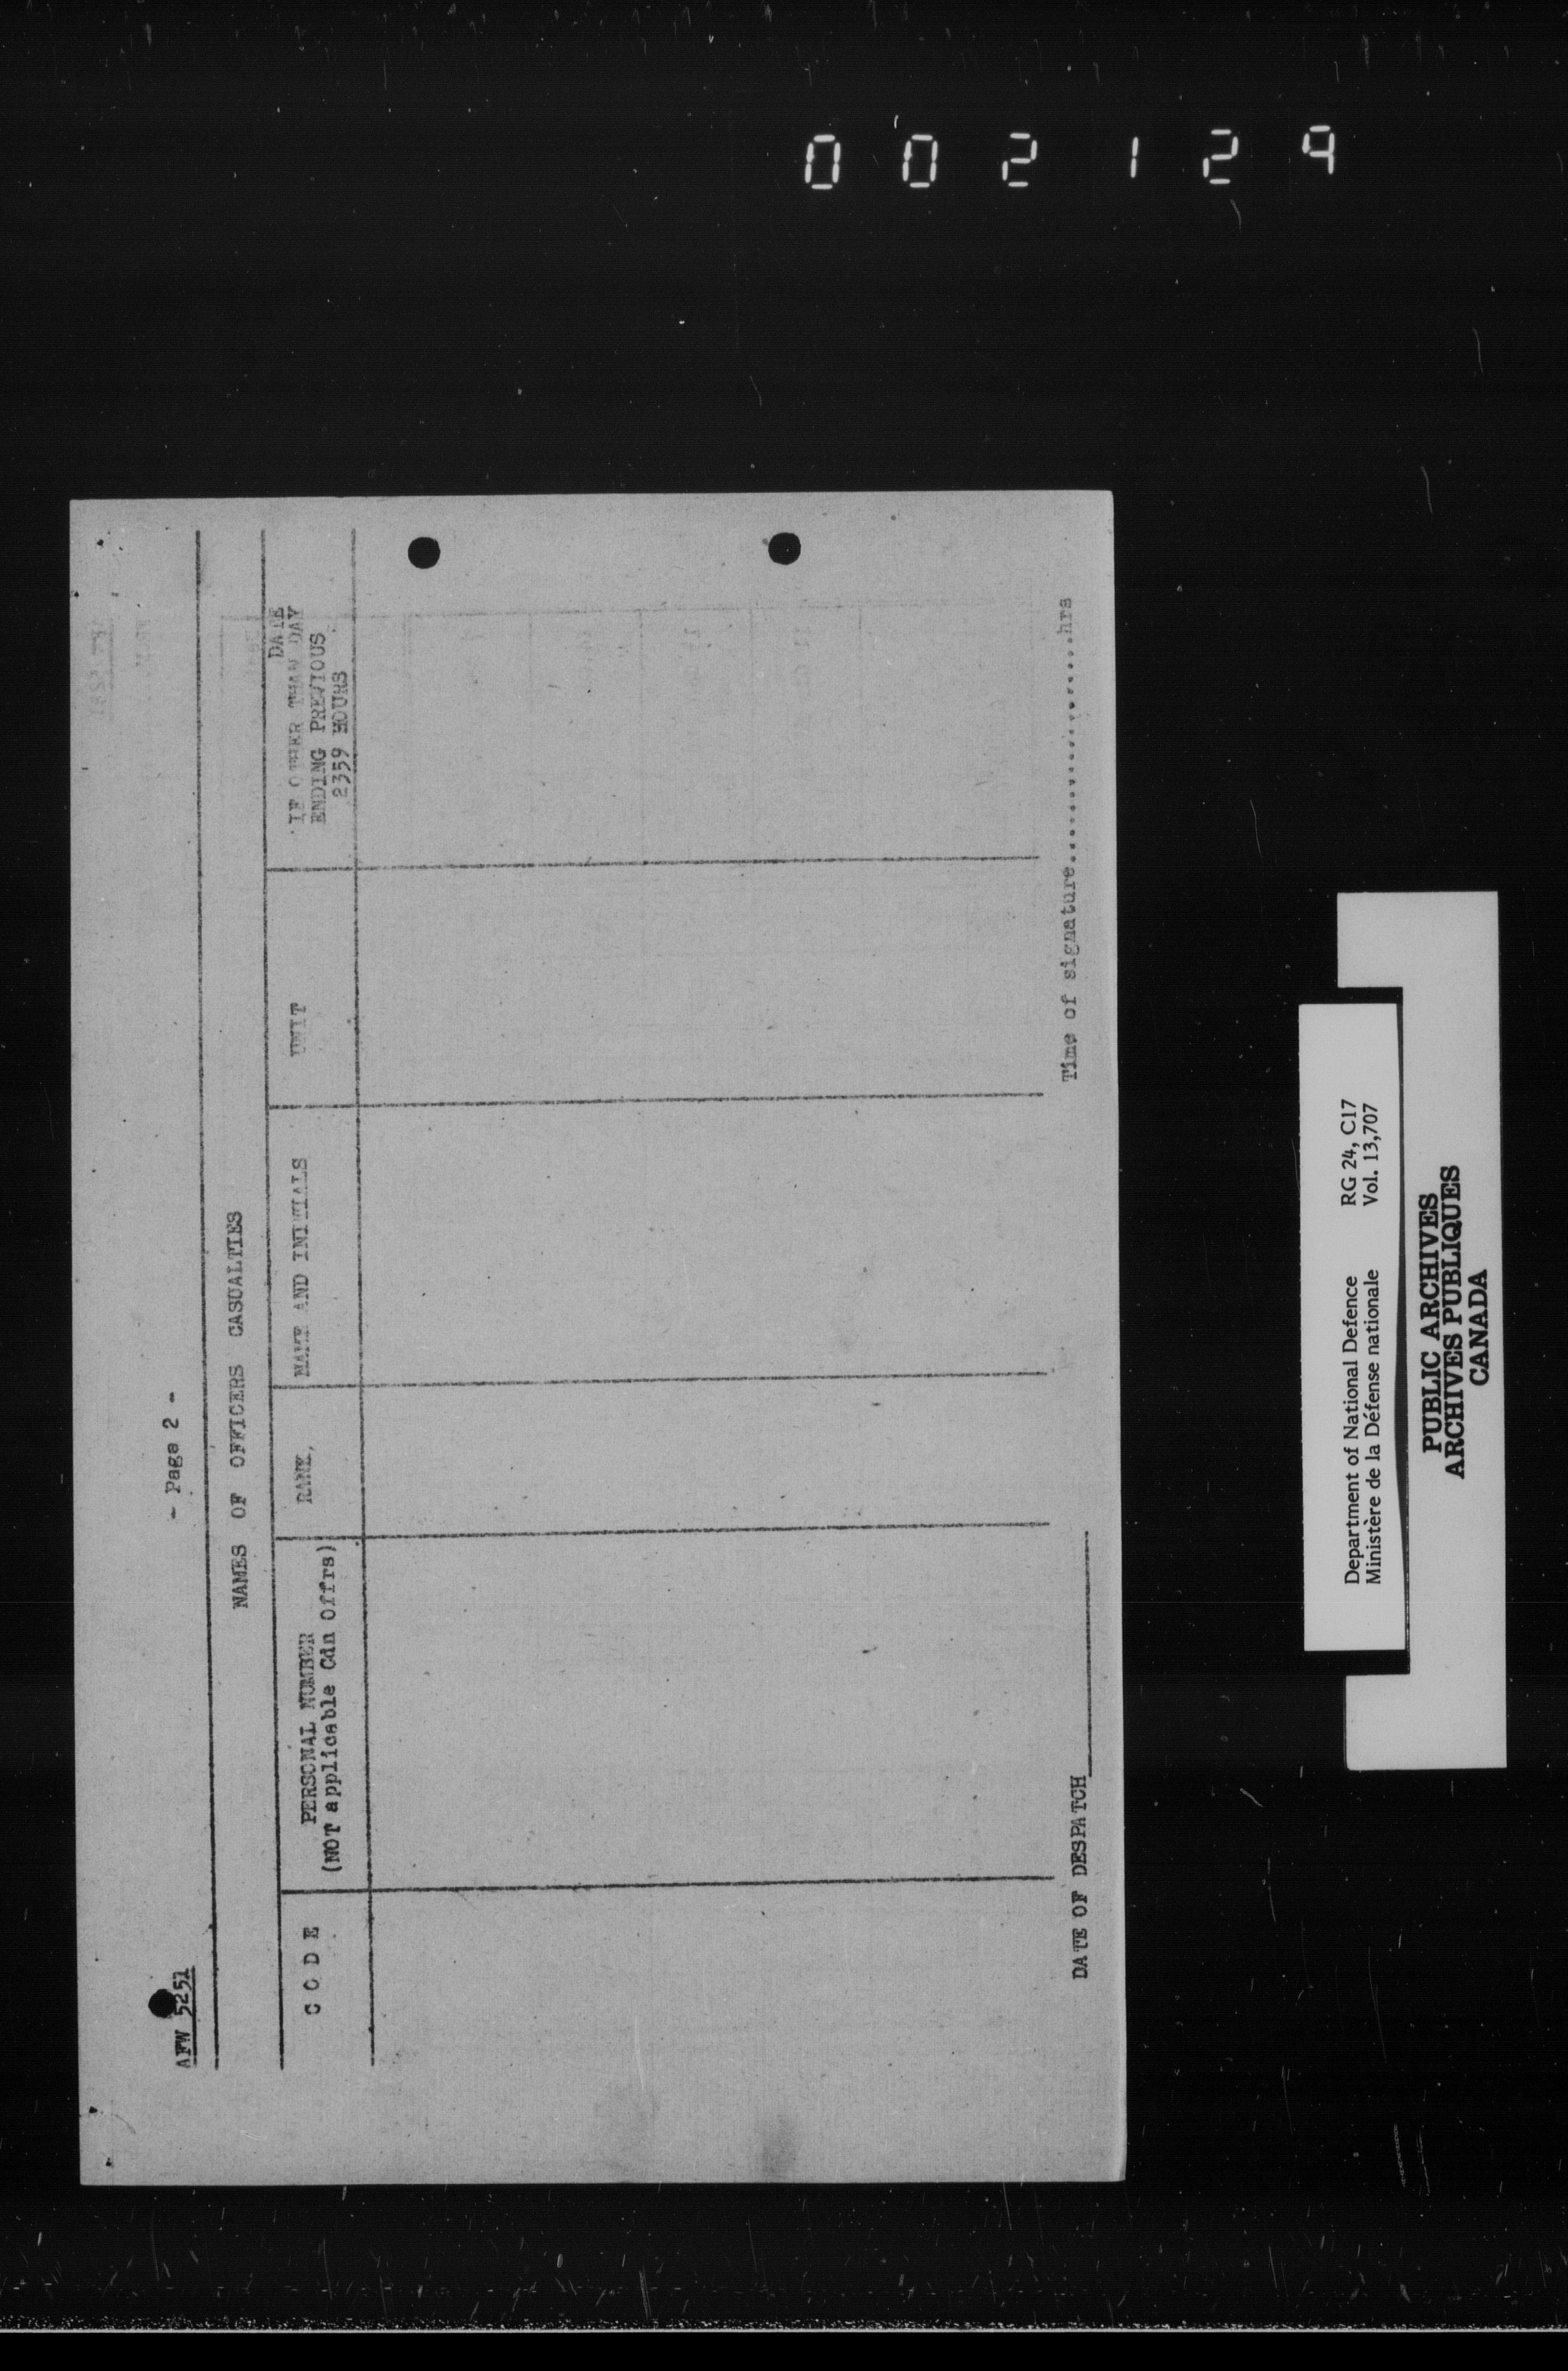 002129
AFW 5251
- Page 2 -
NAMES OF OFFICERS CASUALTIES
C O D E
PERSONAL NUMBER
(NOT applicable Cdn Offrs)
RANK,
NAME AND INITIALS
UNIT
DATE
IF OTHER THAN DAY
ENDING PREVIOUS
2359 HOURS
DATE OF DESPATCH
Time of signature........................hrs
Department of National Defence RG 24, C17
Ministère de la Défense nationale Vol. 13,707
PUBLIC ARCHIVES
ARCHIVES PUBLIQUES
CANADA